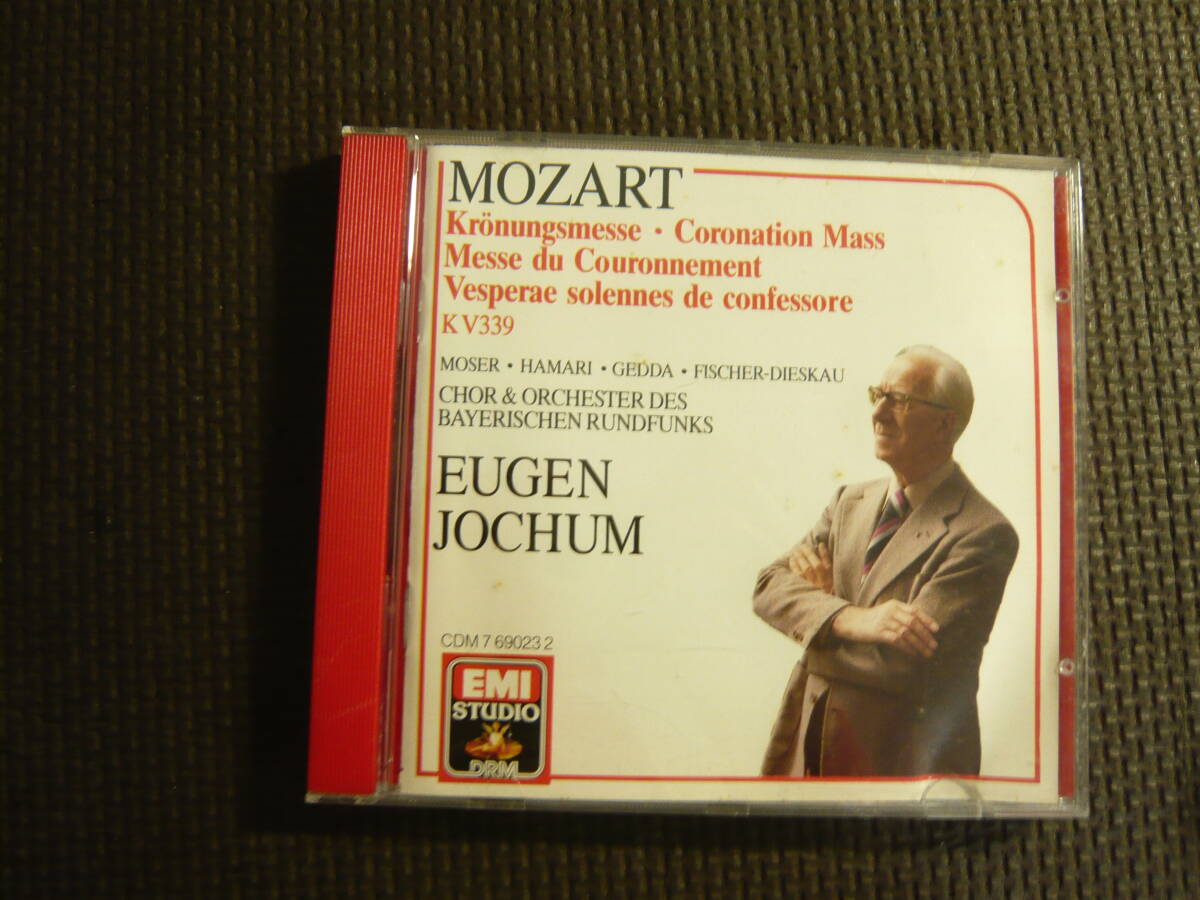 MOZART
Krönungsmesse · Coronation Mass
Messe du Couronnement
Vesperae solennes de confessore
KV339
MOSER · HAMARI · GEDDA · FISCHER-DIESKAU
CHOR & ORCHESTER DES
BAYERISCHEN RUNDFUNKS
EUGEN
JOCHUM
CDM 7 69023 2
EMI
STUDIO
DRM